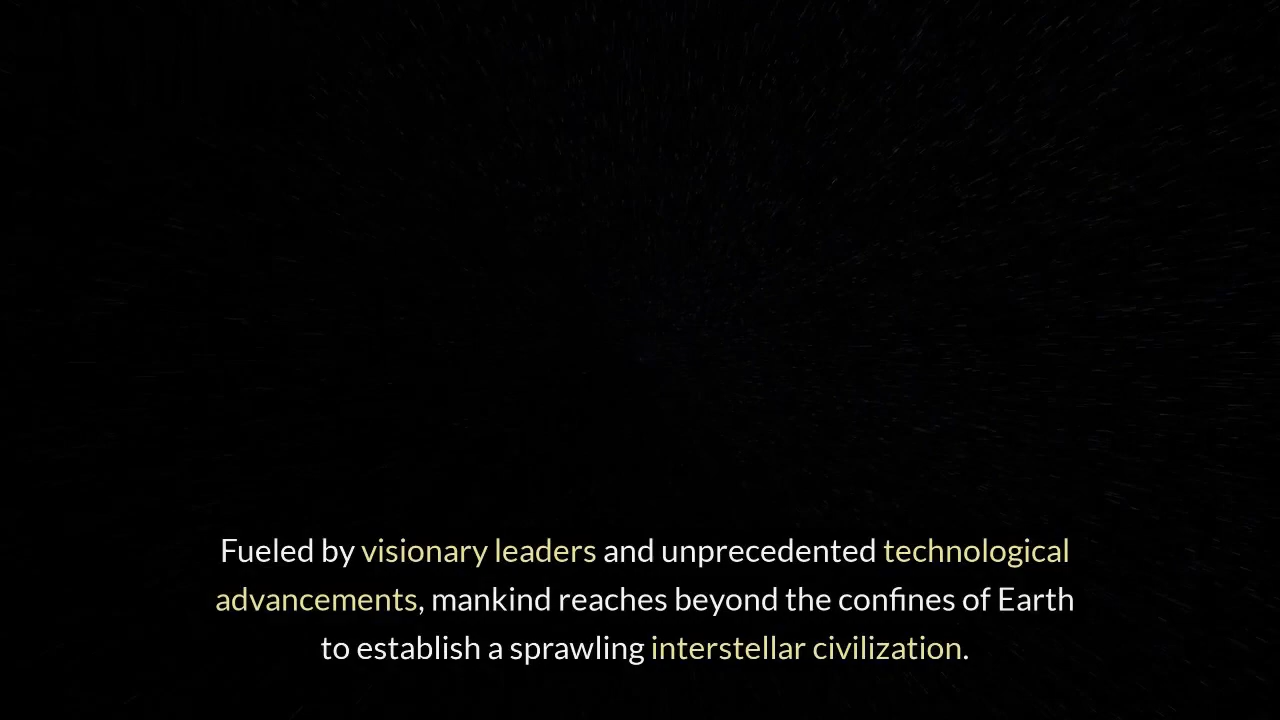 Fueled by visionary leaders and unprecedented technological
advancements, mankind reaches beyond the confines of Earth
to establish a sprawling interstellar civilization.